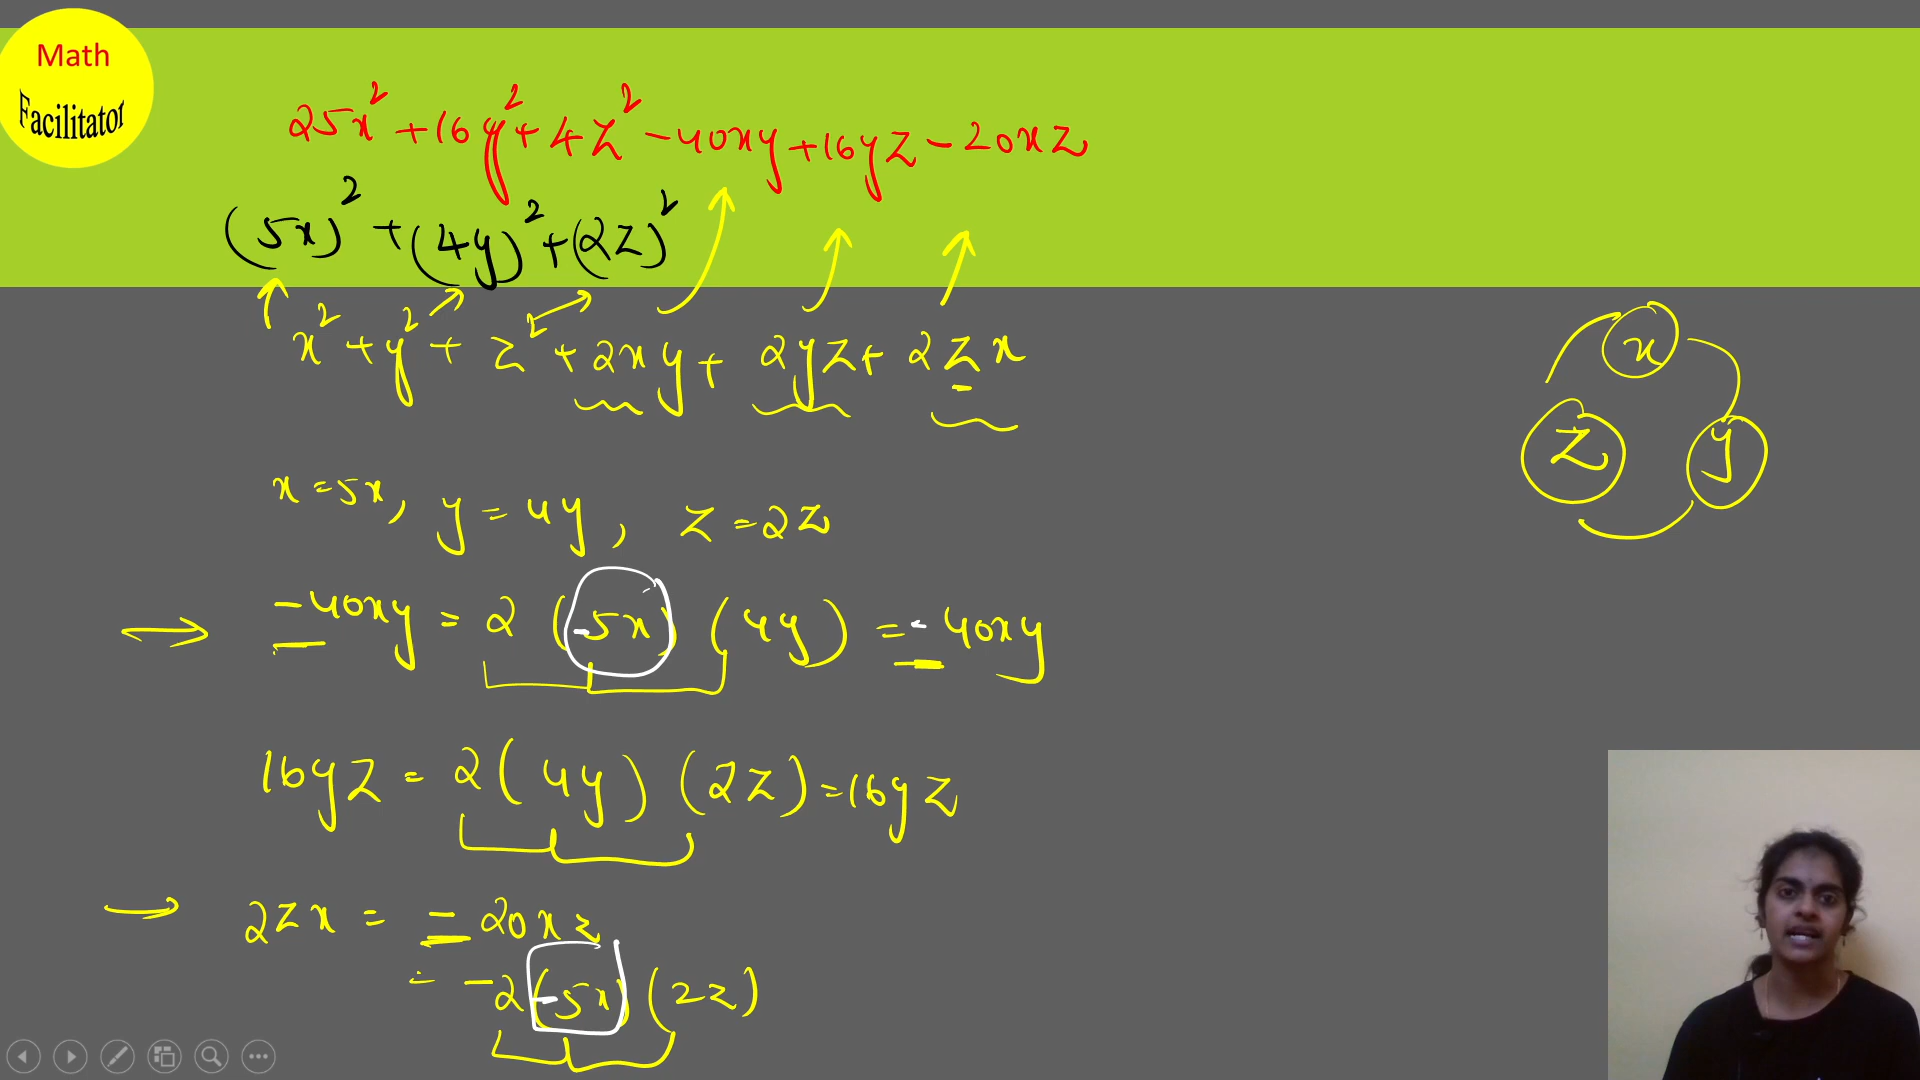 Math
Facilitator
25x² + 16y² + 4z² - 40xy + 16yz - 20xz
(5x)² + (4y)² + (2z)²
x² + y² + z² + 2xy + 2yz + 2zx
x
z
y
x = 5x, y = 4y, z = 2z
⇒ -40xy = 2 (-5x) (4y) = -40xy
16yz = 2 (4y) (2z) = 16yz
→ 2zx = -20xz
= -2 (-5x) (2z)